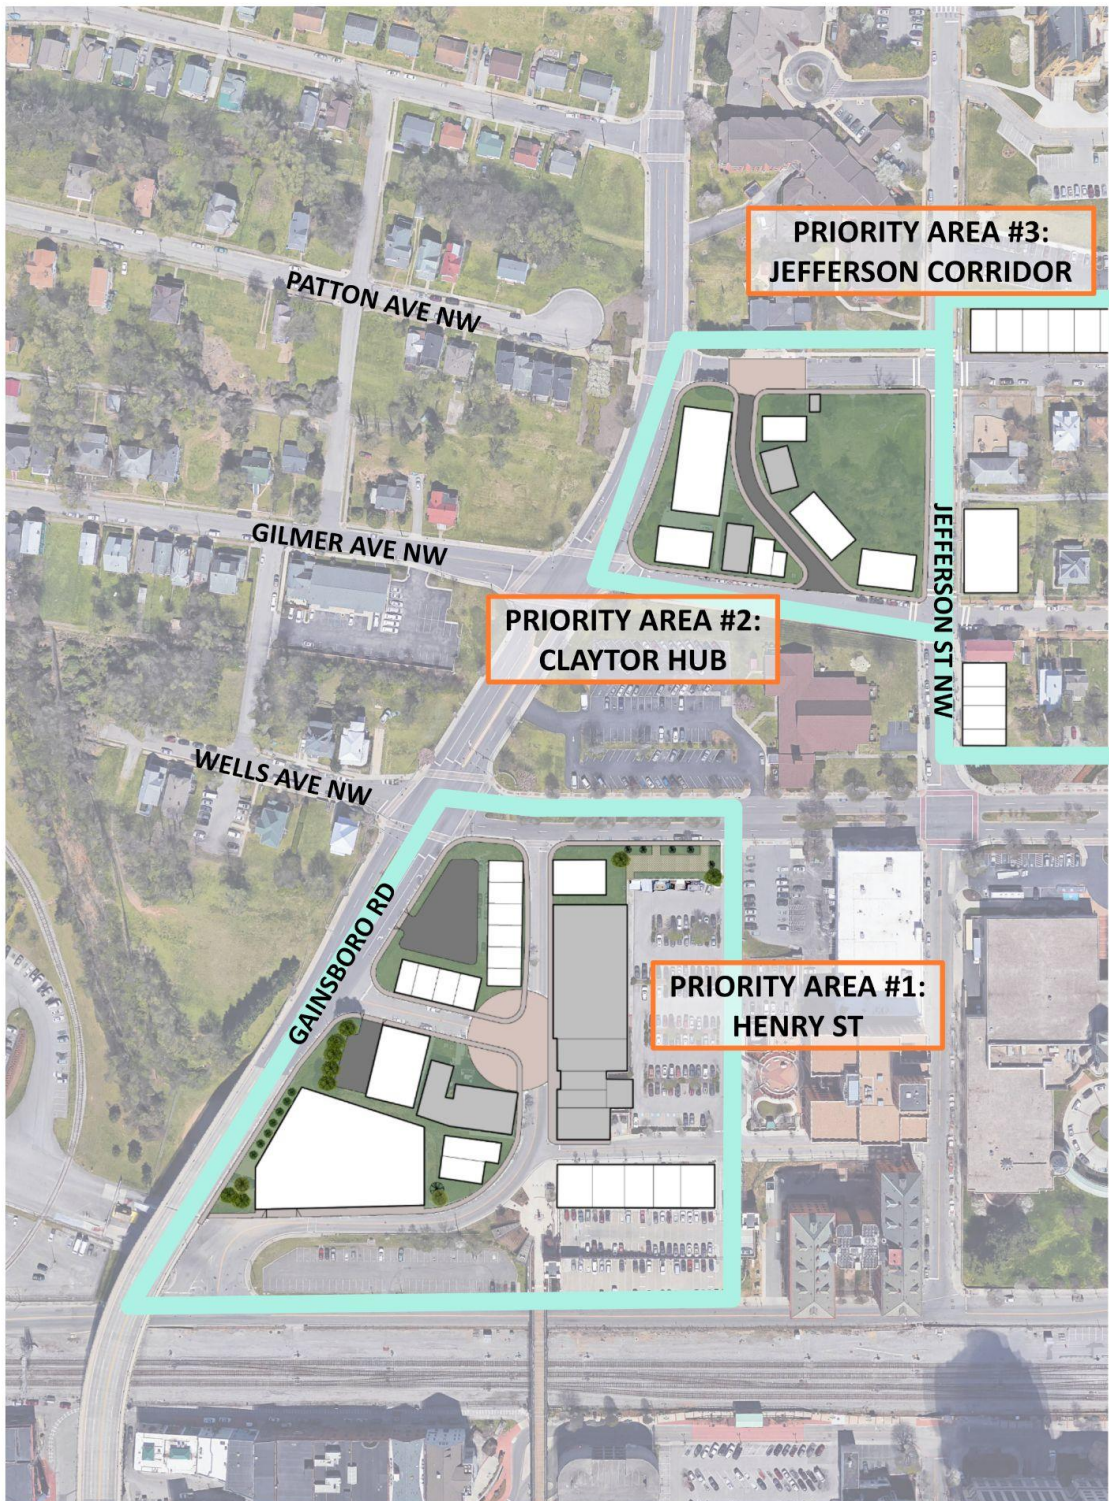 PRIORITY AREA #3:
JEFFERSON CORRIDOR
PATTON AVE NW
GILMER AVE NW
JEFFERSON ST NW
PRIORITY AREA #2:
CLAYTOR HUB
WELLS AVE NW
GAINSBORO RD
PRIORITY AREA #1:
HENRY ST